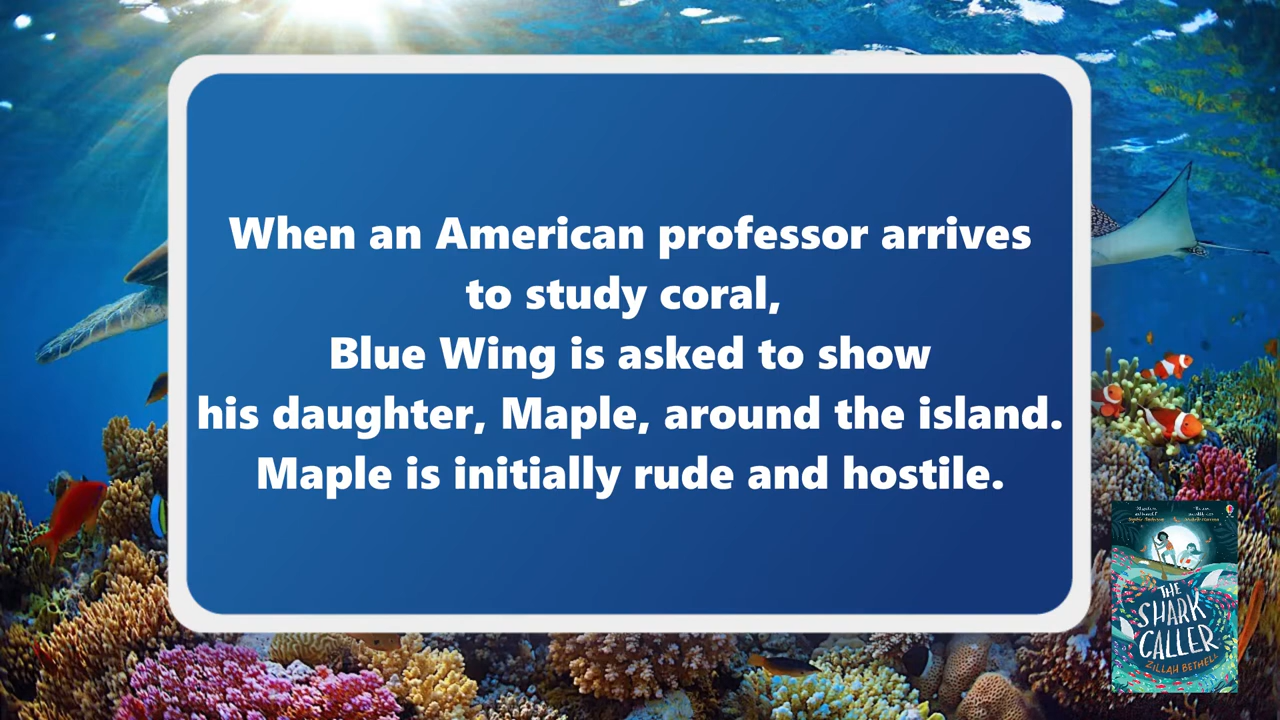 When an American professor arrives
to study coral,
Blue Wing is asked to show
his daughter, Maple, around the island.
Maple is initially rude and hostile.
THE
SHARK
CALLER
ZILLAH BETHELL